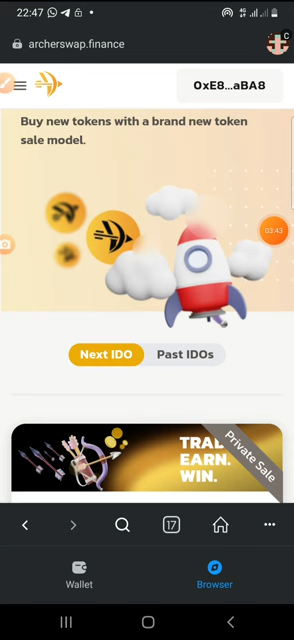 22:47
archerswap.finance
C
0xE8...aBA8
Buy new tokens with a brand new token
sale model.
03:43
Next IDO
Past IDOs
TRAD
EARN.
WIN.
Private Sale
17
Wallet
Browser